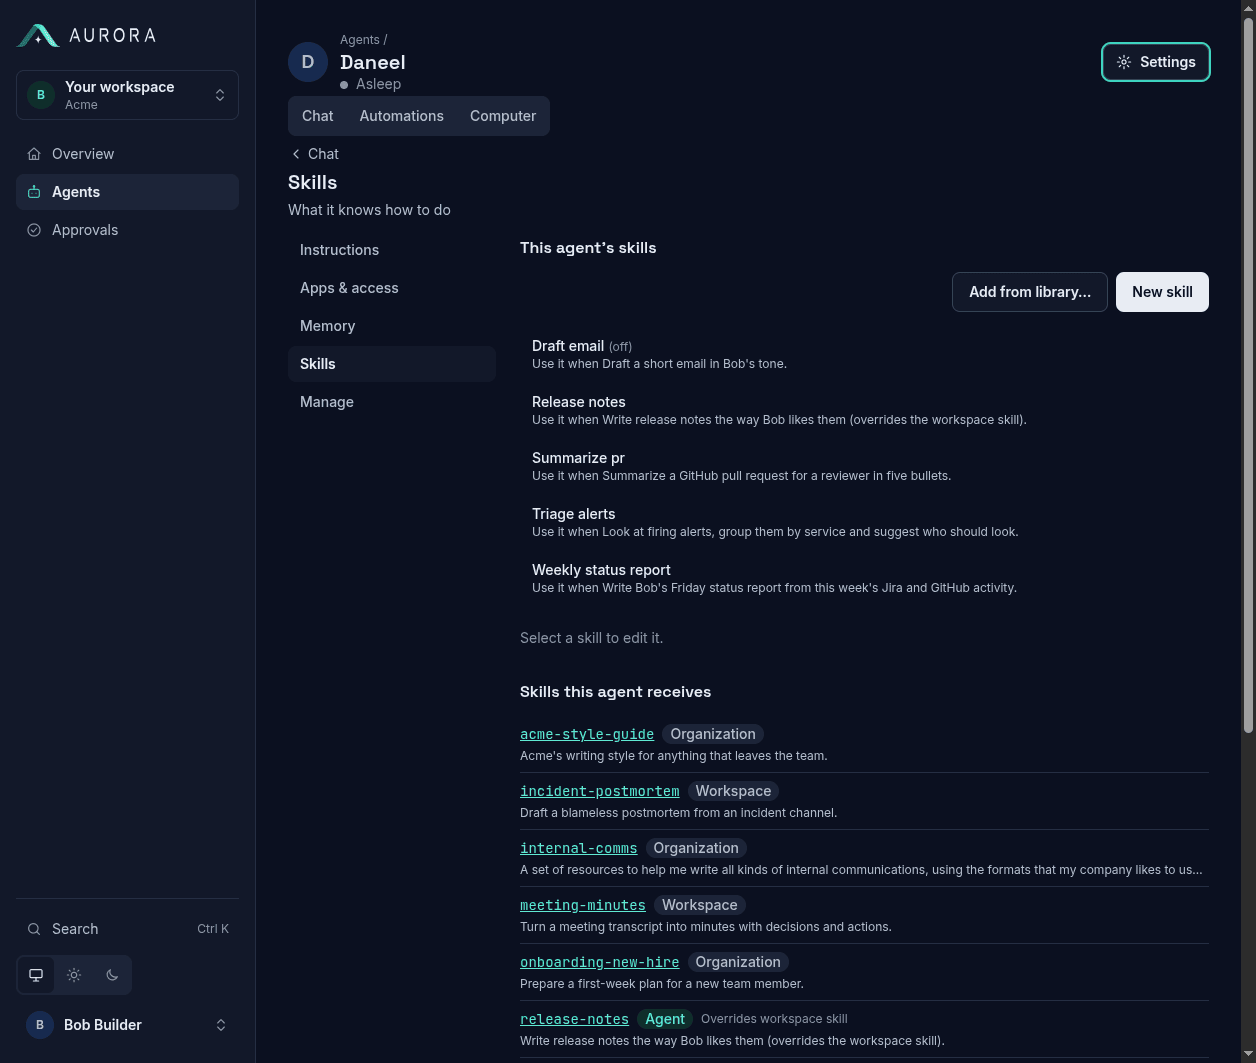 AURORA
B
Your workspace
Acme
Overview
Agents
Approvals
Search
Ctrl K
B
Bob Builder
D
Agents /
Daneel
Asleep
Settings
Chat
Automations
Computer
Chat
Skills
What it knows how to do
Instructions
Apps & access
Memory
Skills
Manage
This agent's skills
Add from library...
New skill
Draft email (off)
Use it when Draft a short email in Bob's tone.
Release notes
Use it when Write release notes the way Bob likes them (overrides the workspace skill).
Summarize pr
Use it when Summarize a GitHub pull request for a reviewer in five bullets.
Triage alerts
Use it when Look at firing alerts, group them by service and suggest who should look.
Weekly status report
Use it when Write Bob's Friday status report from this week's Jira and GitHub activity.
Select a skill to edit it.
Skills this agent receives
acme-style-guide Organization
Acme's writing style for anything that leaves the team.
incident-postmortem Workspace
Draft a blameless postmortem from an incident channel.
internal-comms Organization
A set of resources to help me write all kinds of internal communications, using the formats that my company likes to us...
meeting-minutes Workspace
Turn a meeting transcript into minutes with decisions and actions.
onboarding-new-hire Organization
Prepare a first-week plan for a new team member.
release-notes Agent Overrides workspace skill
Write release notes the way Bob likes them (overrides the workspace skill).